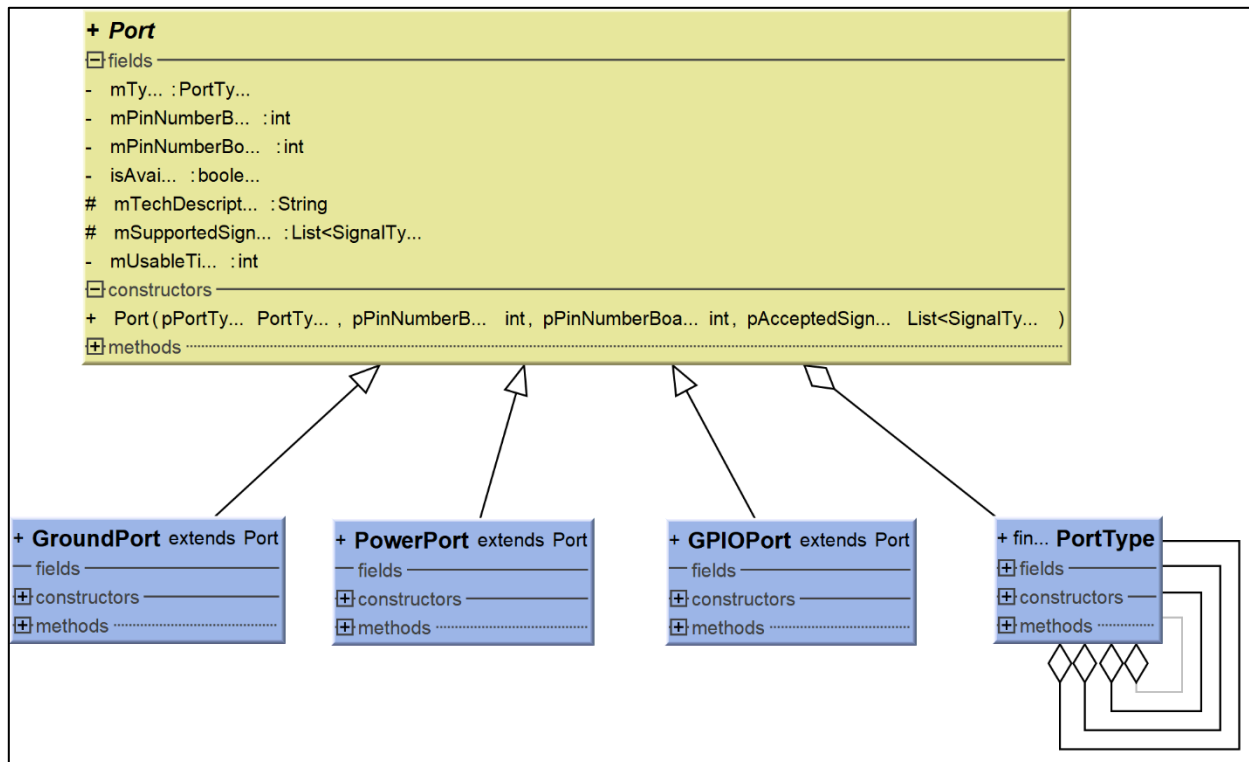 + Port
fields
- mTy... :PortTy...
- mPinNumberB... :int
- mPinNumberBo... :int
- isAvai... :boole...
# mTechDescript... :String
# mSupportedSign... :List<SignalTy...
- mUsableTi... :int
constructors
+ Port(pPortTy... PortTy... , pPinNumberB... int, pPinNumberBoa... int, pAcceptedSign... List<SignalTy... )
methods
+ GroundPort extends Port
fields
constructors
methods
+ PowerPort extends Port
fields
constructors
methods
+ GPIOPort extends Port
fields
constructors
methods
+ fin... PortType
fields
constructors
methods